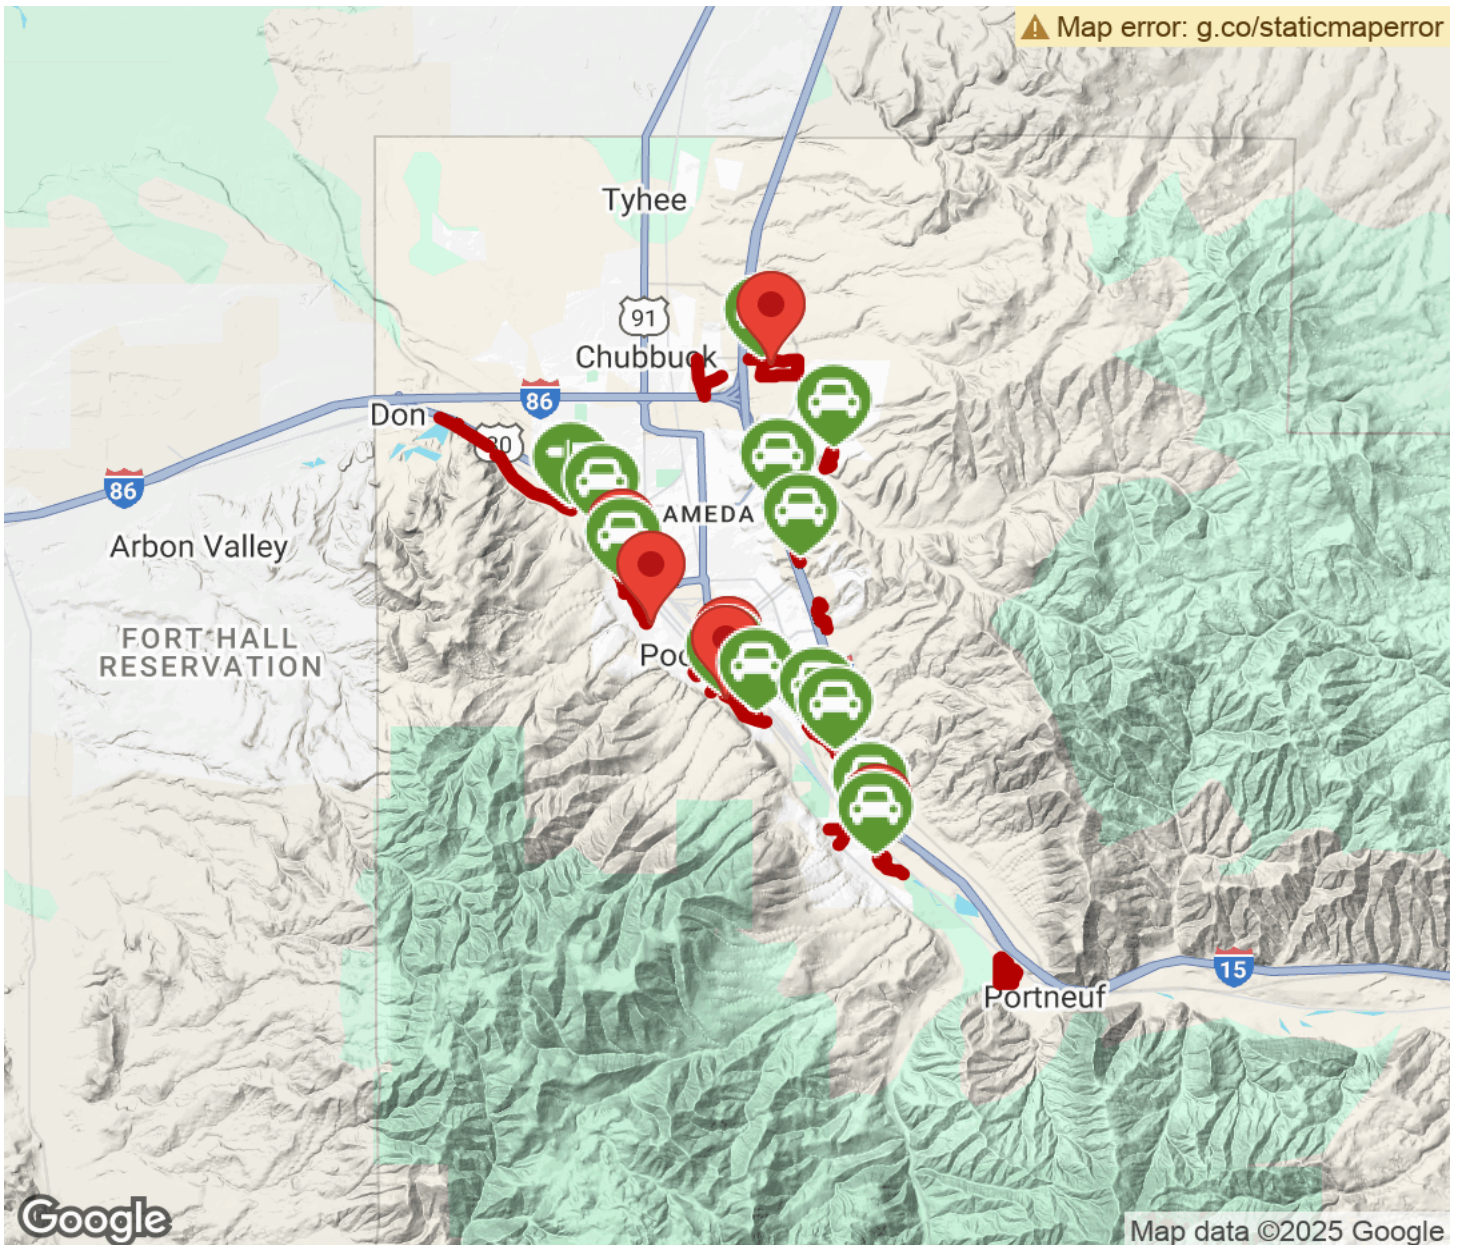 Map error: g.co/staticmaperror
Tyhee
91
Chubbuck
86
Don
30
86
AMEDA
Arbon Valley
FORT HALL
RESERVATION
15
Portneuf
Google
Map data ©2025 Google